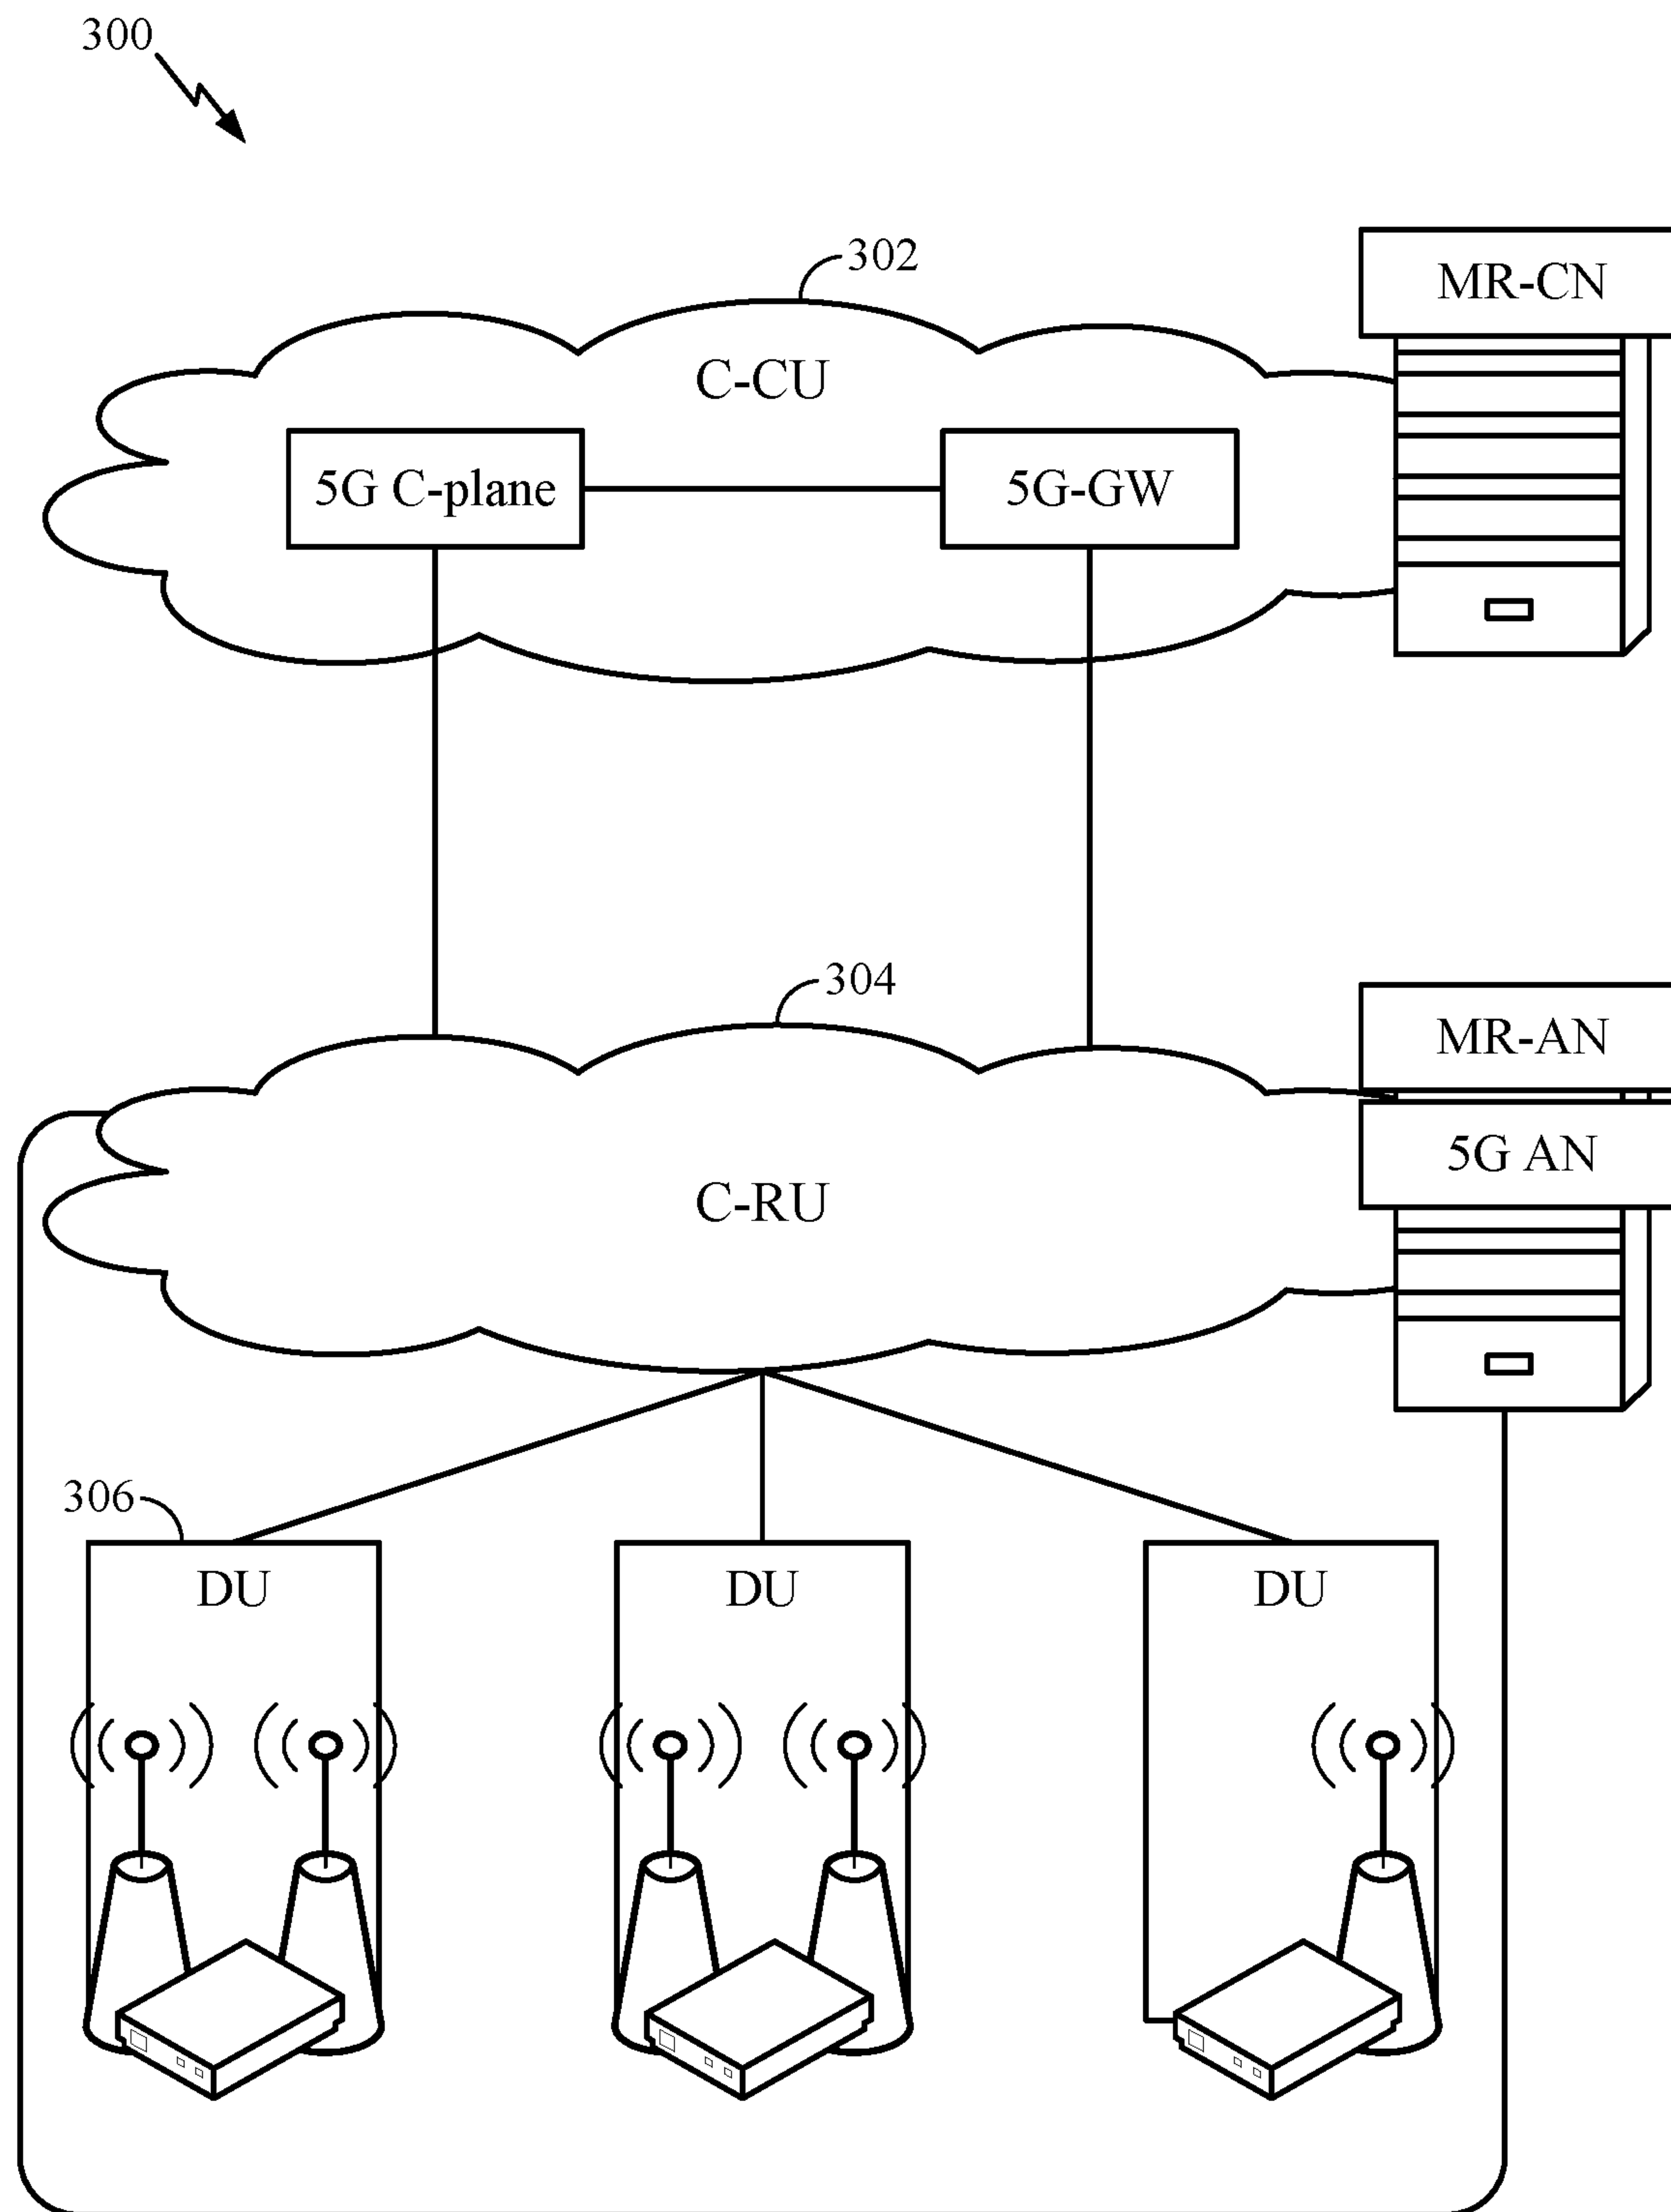 300
302
MR-CN
C-CU
5G C-plane
5G-GW
304
MR-AN
5G AN
C-RU
306
DU
DU
DU